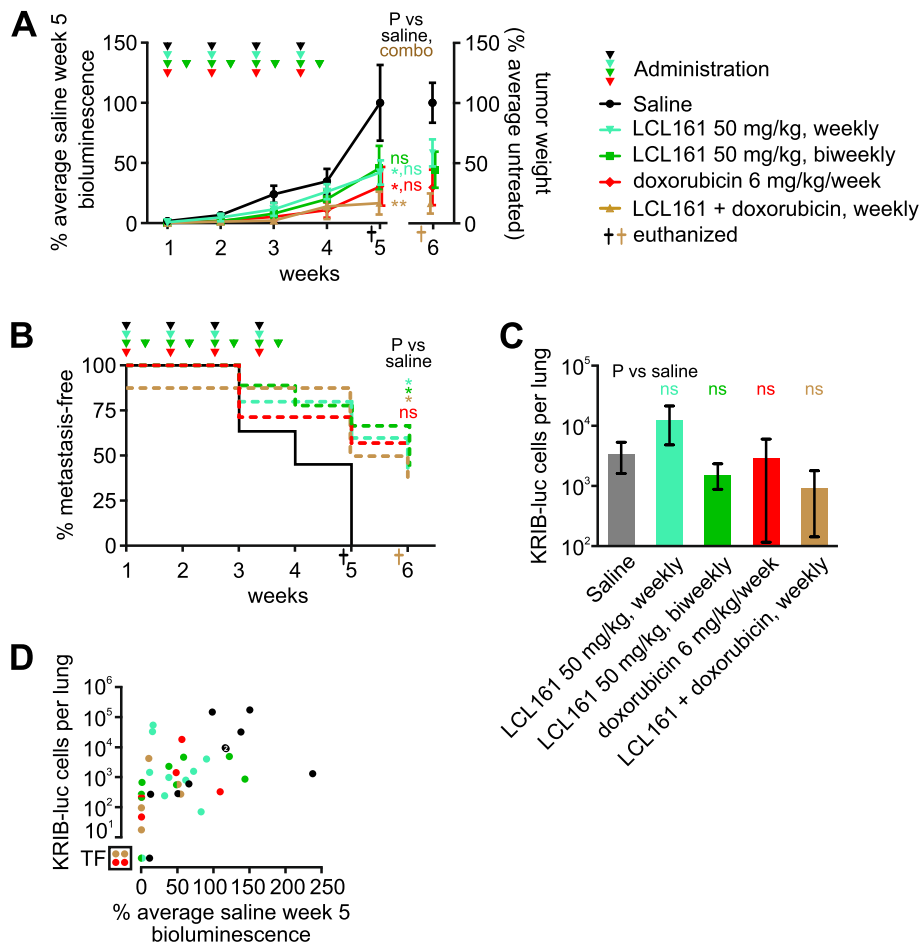 A
% average saline week 5
bioluminescence
150
100
50
0
1 2 3 4 5 6
weeks
P vs
saline,
combo
ns
*,ns
*,ns
**
† †
150
100
50
0
tumor weight
(% average untreated)
Administration
Saline
LCL161 50 mg/kg, weekly
LCL161 50 mg/kg, biweekly
doxorubicin 6 mg/kg/week
LCL161 + doxorubicin, weekly
†† euthanized
B
% metastasis-free
100
75
50
25
0
1 2 3 4 5 6
weeks
P vs
saline
*
*
*
ns
† †
C
KRIB-luc cells per lung
10^5
10^4
10^3
10^2
P vs saline
ns ns ns ns
Saline
LCL161 50 mg/kg, weekly
LCL161 50 mg/kg, biweekly
doxorubicin 6 mg/kg/week
LCL161 + doxorubicin, weekly
D
KRIB-luc cells per lung
10^6
10^5
10^4
10^3
10^2
10^1
TF
2
0 50 100 150 200 250
% average saline week 5
bioluminescence